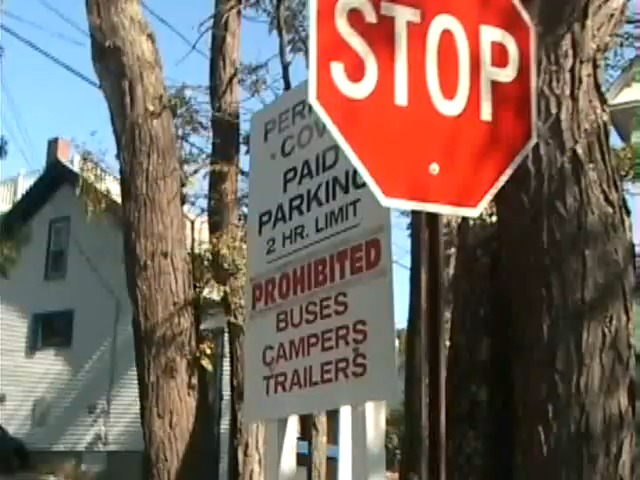 STOP
PAID
PARKING
2 HR. LIMIT
PROHIBITED
BUSES
CAMPERS
TRAILERS